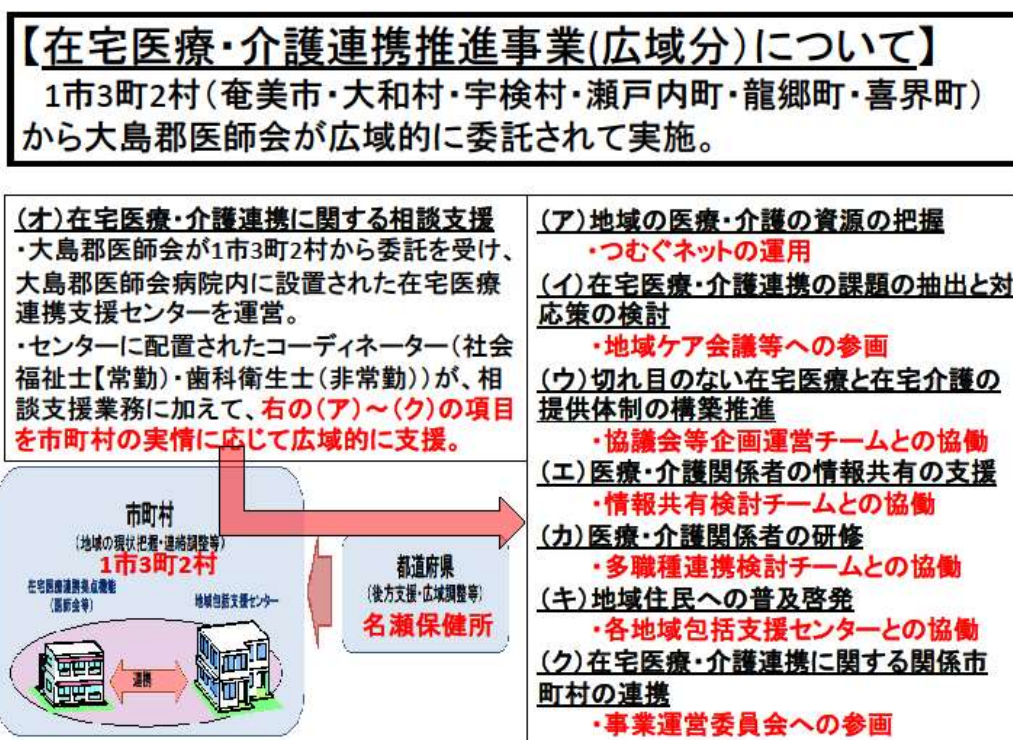 【在宅医療・介護連携推進事業(広域分)について】
1市3町2村(奄美市・大和村・宇検村・瀬戸内町・龍郷町・喜界町)
から大島郡医師会が広域的に委託されて実施。
(オ)在宅医療・介護連携に関する相談支援
・大島郡医師会が1市3町2村から委託を受け、
大島郡医師会病院内に設置された在宅医療
連携支援センターを運営。
・センターに配置されたコーディネーター(社会
福祉士【常勤)・歯科衛生士(非常勤))が、相
談支援業務に加えて、右の(ア)~(ク)の項目
を市町村の実情に応じて広域的に支援。
市町村
(地域の現状把握・連絡調整等)
1市3町2村
在宅医療連携拠点機能
(医師会等)
地域包括支援センター
連携
都道府県
(後方支援・広域調整等)
名瀬保健所
(ア)地域の医療・介護の資源の把握
・つむぐネットの運用
(イ)在宅医療・介護連携の課題の抽出と対
応策の検討
・地域ケア会議等への参画
(ウ)切れ目のない在宅医療と在宅介護の
提供体制の構築推進
・協議会等企画運営チームとの協働
(エ)医療・介護関係者の情報共有の支援
・情報共有検討チームとの協働
(カ)医療・介護関係者の研修
・多職種連携検討チームとの協働
(キ)地域住民への普及啓発
・各地域包括支援センターとの協働
(ク)在宅医療・介護連携に関する関係市
町村の連携
・事業運営委員会への参画